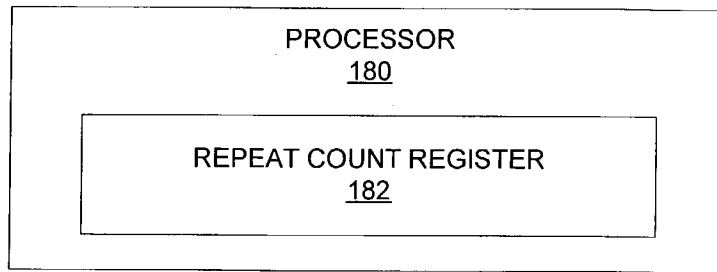 PROCESSOR
180
REPEAT COUNT REGISTER
182